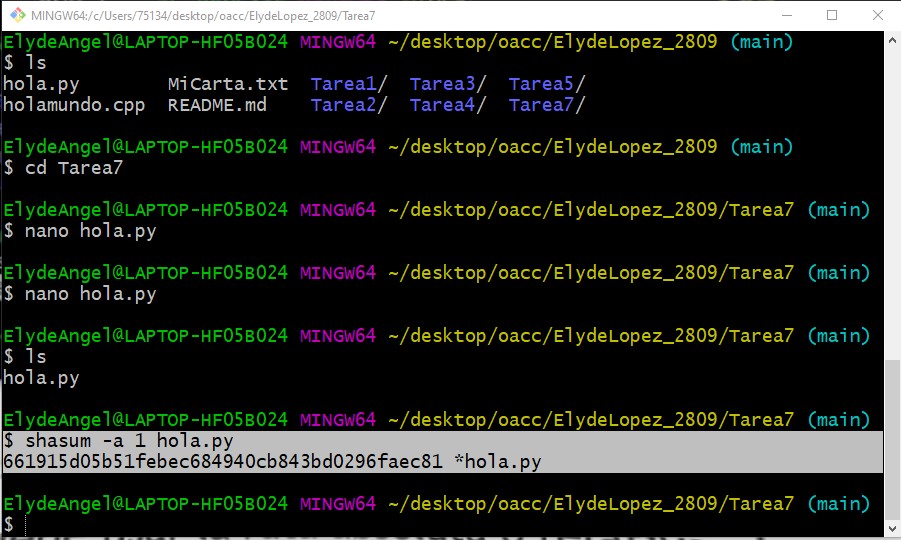 MINGW64:/c/Users/75134/desktop/oacc/ElydeLopez_2809/Tarea7
ElydeAngel@LAPTOP-HF05B024 MINGW64 ~/desktop/oacc/ElydeLopez_2809 (main)
$ ls
hola.py MiCarta.txt Tarea1/ Tarea3/ Tarea5/
holamundo.cpp README.md Tarea2/ Tarea4/ Tarea7/
ElydeAngel@LAPTOP-HF05B024 MINGW64 ~/desktop/oacc/ElydeLopez_2809 (main)
$ cd Tarea7
ElydeAngel@LAPTOP-HF05B024 MINGW64 ~/desktop/oacc/ElydeLopez_2809/Tarea7 (main)
$ nano hola.py
ElydeAngel@LAPTOP-HF05B024 MINGW64 ~/desktop/oacc/ElydeLopez_2809/Tarea7 (main)
$ nano hola.py
ElydeAngel@LAPTOP-HF05B024 MINGW64 ~/desktop/oacc/ElydeLopez_2809/Tarea7 (main)
$ ls
hola.py
ElydeAngel@LAPTOP-HF05B024 MINGW64 ~/desktop/oacc/ElydeLopez_2809/Tarea7 (main)
$ shasum -a 1 hola.py
661915d05b51febec684940cb843bd0296faec81 *hola.py
ElydeAngel@LAPTOP-HF05B024 MINGW64 ~/desktop/oacc/ElydeLopez_2809/Tarea7 (main)
$